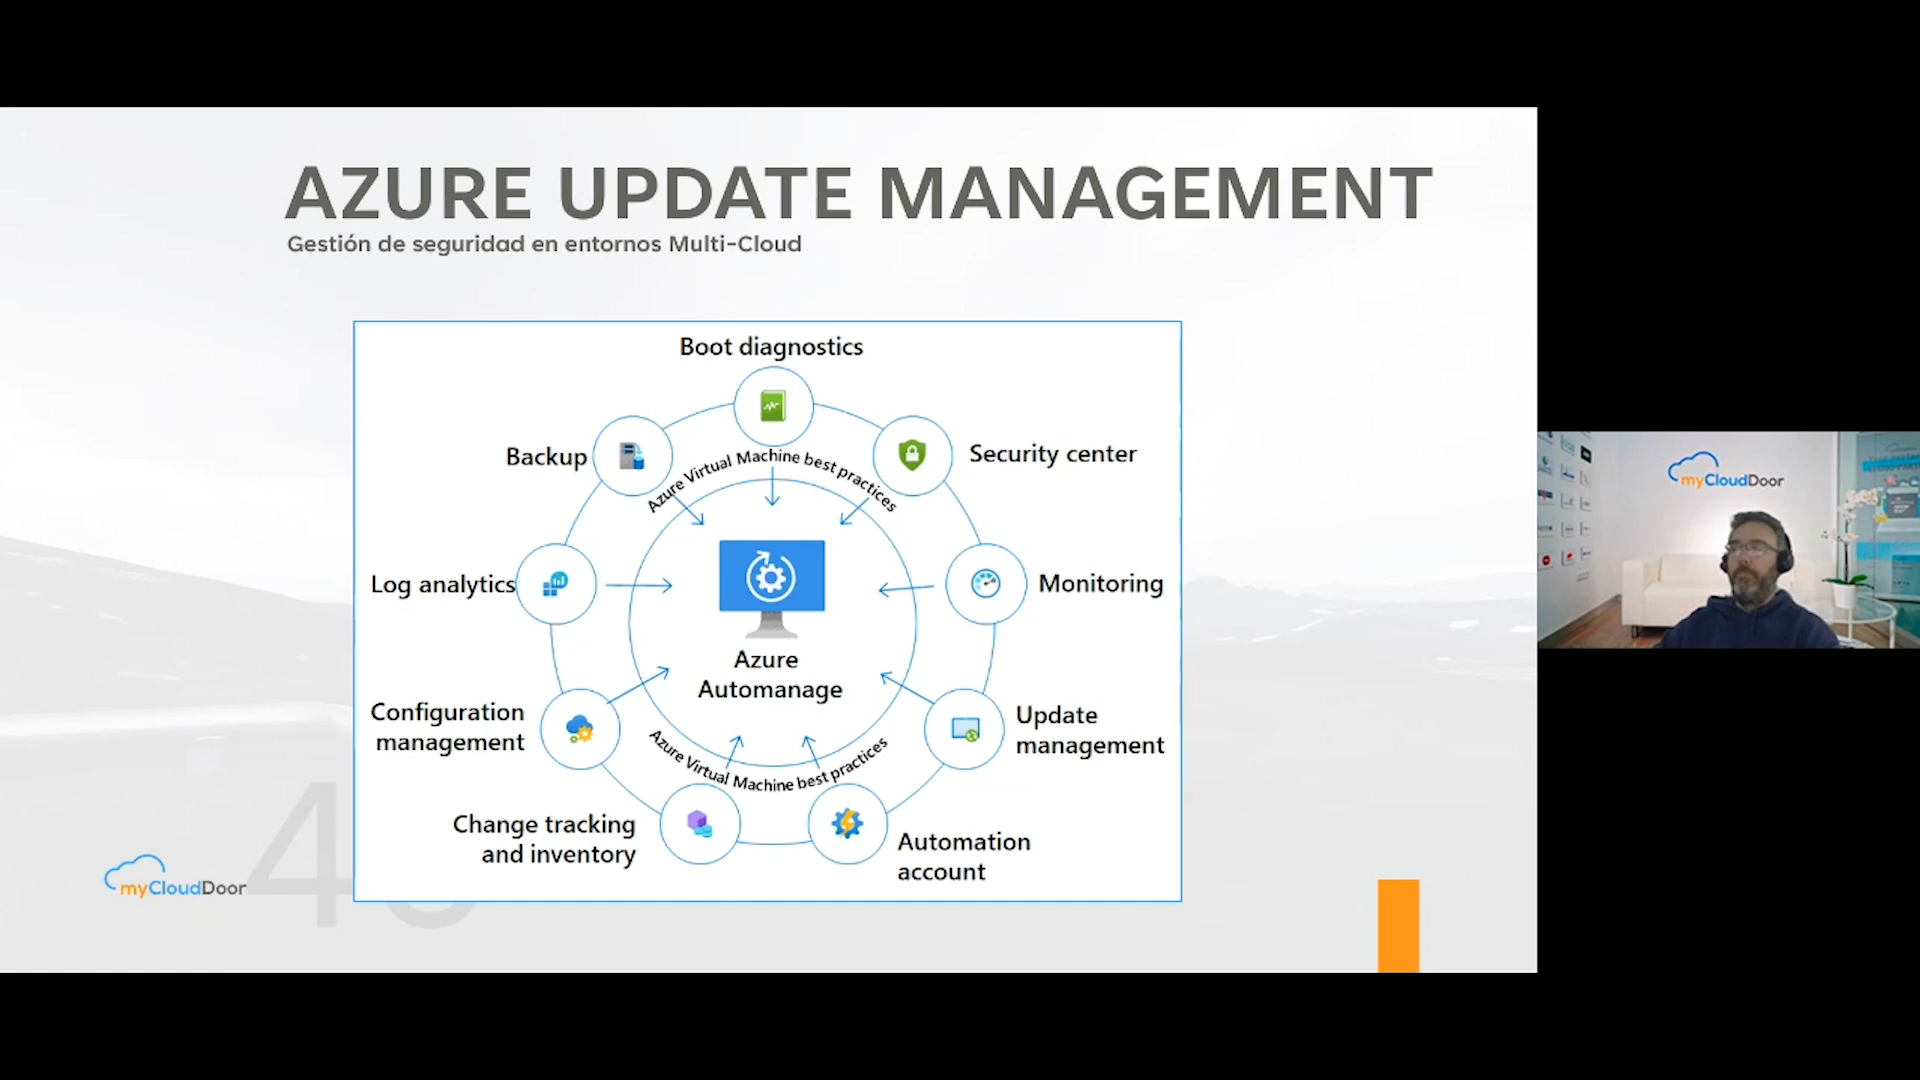 AZURE UPDATE MANAGEMENT
Gestión de seguridad en entornos Multi-Cloud
Boot diagnostics
Backup
Security center
Azure Virtual Machine best practices
Log analytics
Monitoring
Azure
Automanage
Configuration
management
Update
management
Azure Virtual Machine best practices
Change tracking
and inventory
Automation
account
myCloudDoor
myCloudDoor